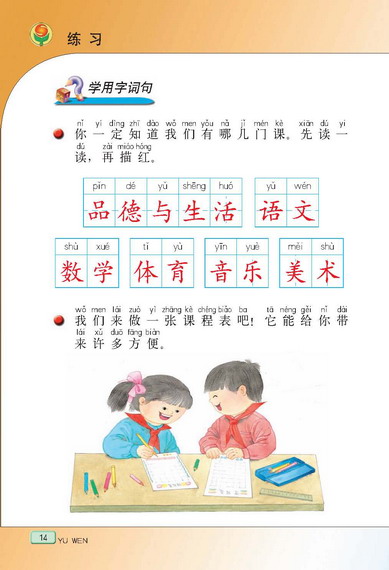 练习
学用字词句
nǐ yí dìng zhī dào wǒ men yǒu nǎ jǐ mén kè xiān dú yi
你一定知道我们有哪几门课。先读一
dú zài miáo hóng
读，再描红。
pǐn dé yǔ shēng huó yǔ wén
品德与生活 语文
shù xué tǐ yù yīn yuè měi shù
数学 体育 音乐 美术
wǒ men lái zuò yì zhāng kè chéng biǎo ba tā néng gěi nǐ dài
我们来做一张课程表吧！它能给你带
lái xǔ duō fāng biàn
来许多方便。
14 YU WEN